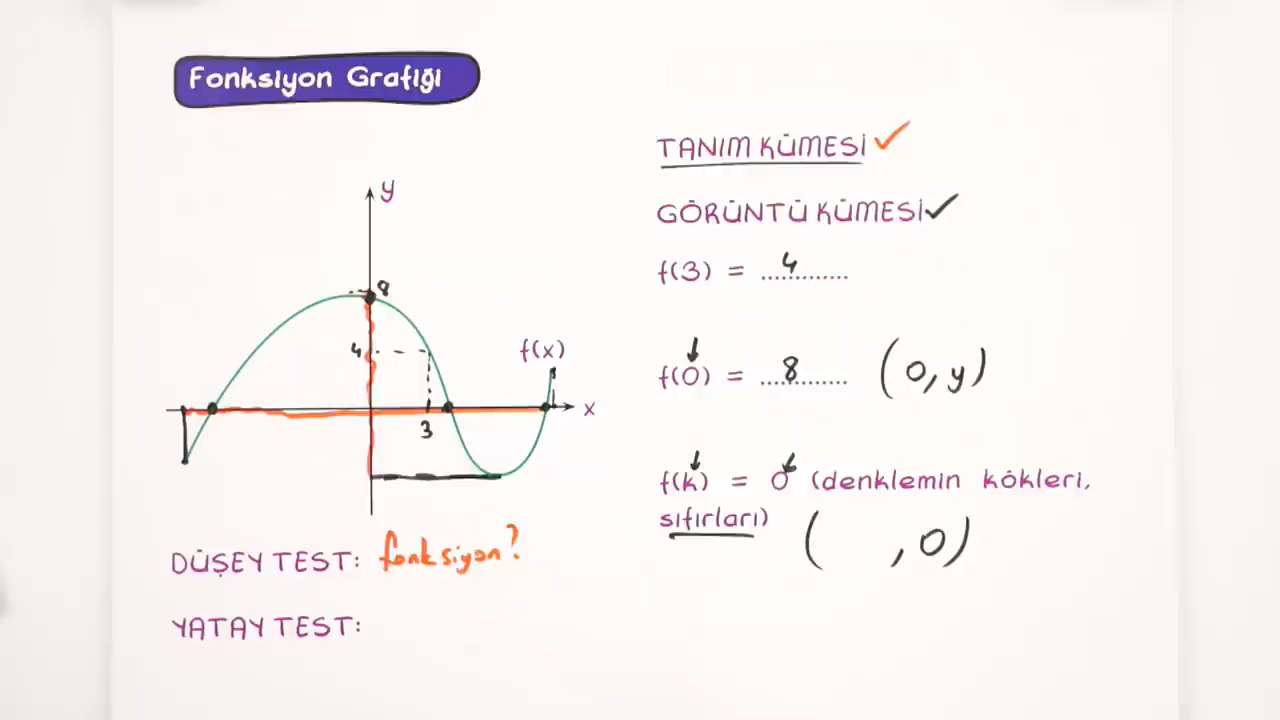 Fonksiyon Grafiği
y
8
4
f(x)
x
3
DÜŞEY TEST: fonksiyon?
YATAY TEST:
TANIM KÜMESİ ✓
GÖRÜNTÜ KÜMESİ ✓
f(3) = ....4....
f(0) = ....8.... (0, y)
f(k) = 0 (denklemin kökleri,
sıfırları) ( , 0)